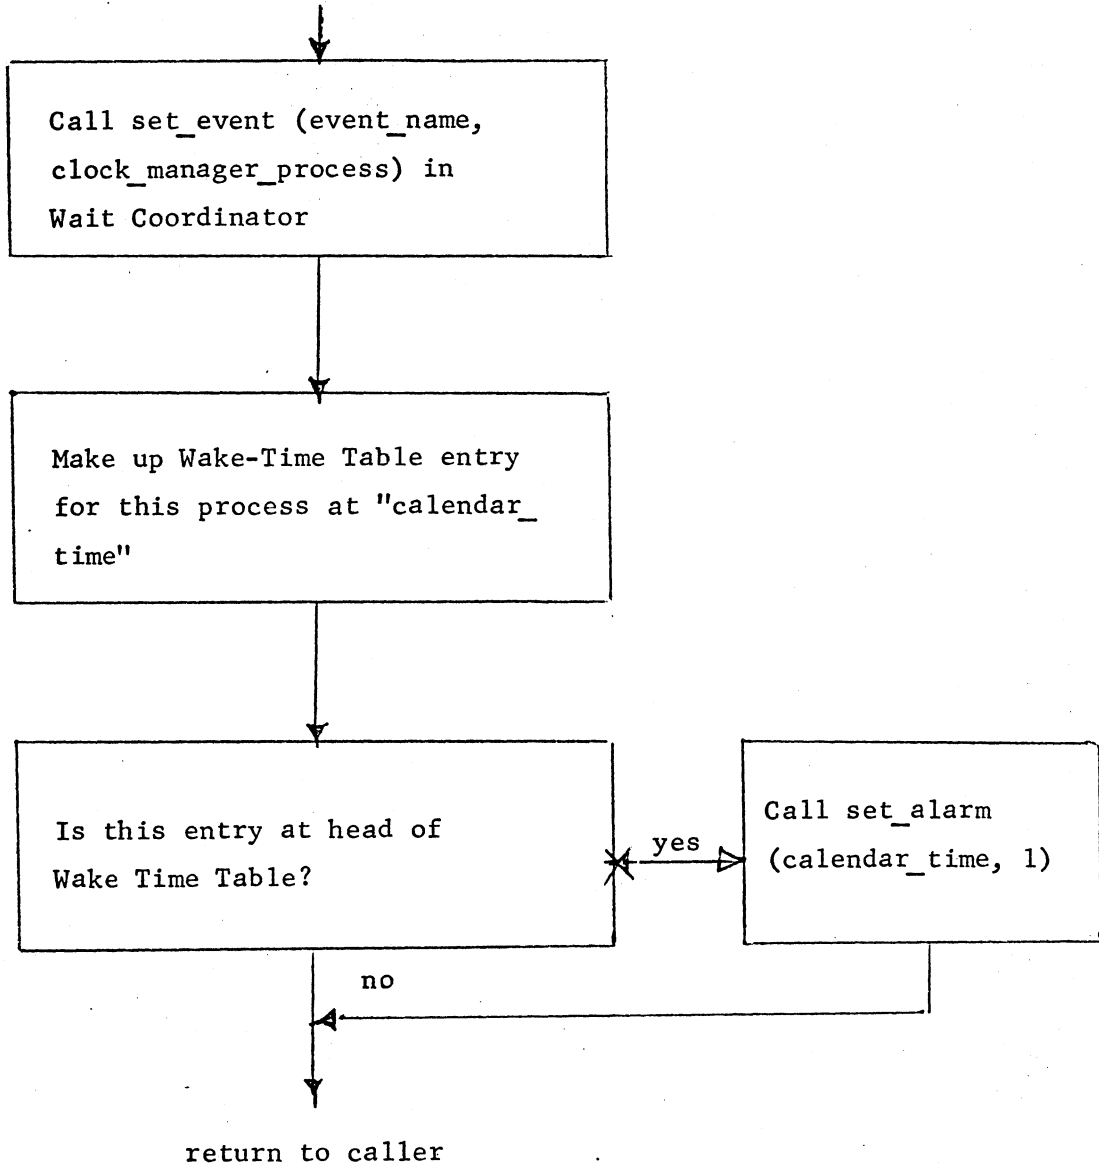 Call set_event (event_name,
clock_manager_process) in
Wait Coordinator
Make up Wake-Time Table entry
for this process at "calendar_
time"
Is this entry at head of
Wake Time Table?
yes
Call set_alarm
(calendar_time, 1)
no
return to caller